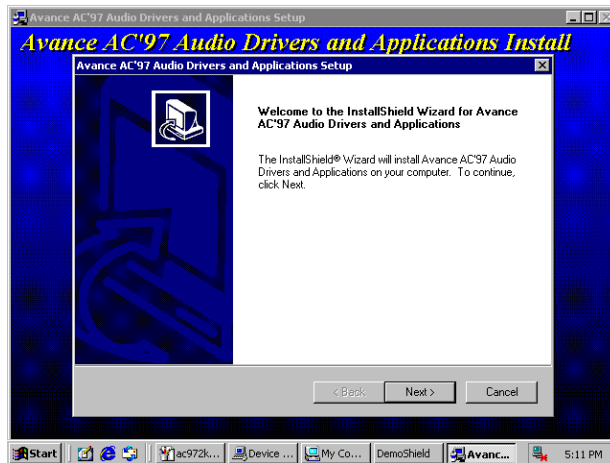 Avance AC'97 Audio Drivers and Applications Setup
Avance AC'97 Audio Drivers and Applications Install
Avance AC'97 Audio Drivers and Applications Setup
Welcome to the InstallShield Wizard for Avance
AC'97 Audio Drivers and Applications
The InstallShield® Wizard will install Avance AC'97 Audio
Drivers and Applications on your computer.  To continue,
click Next.
< Back
Next >
Cancel
Start
ac972k...
Device ...
My Co...
DemoShield
Avanc...
5:11 PM